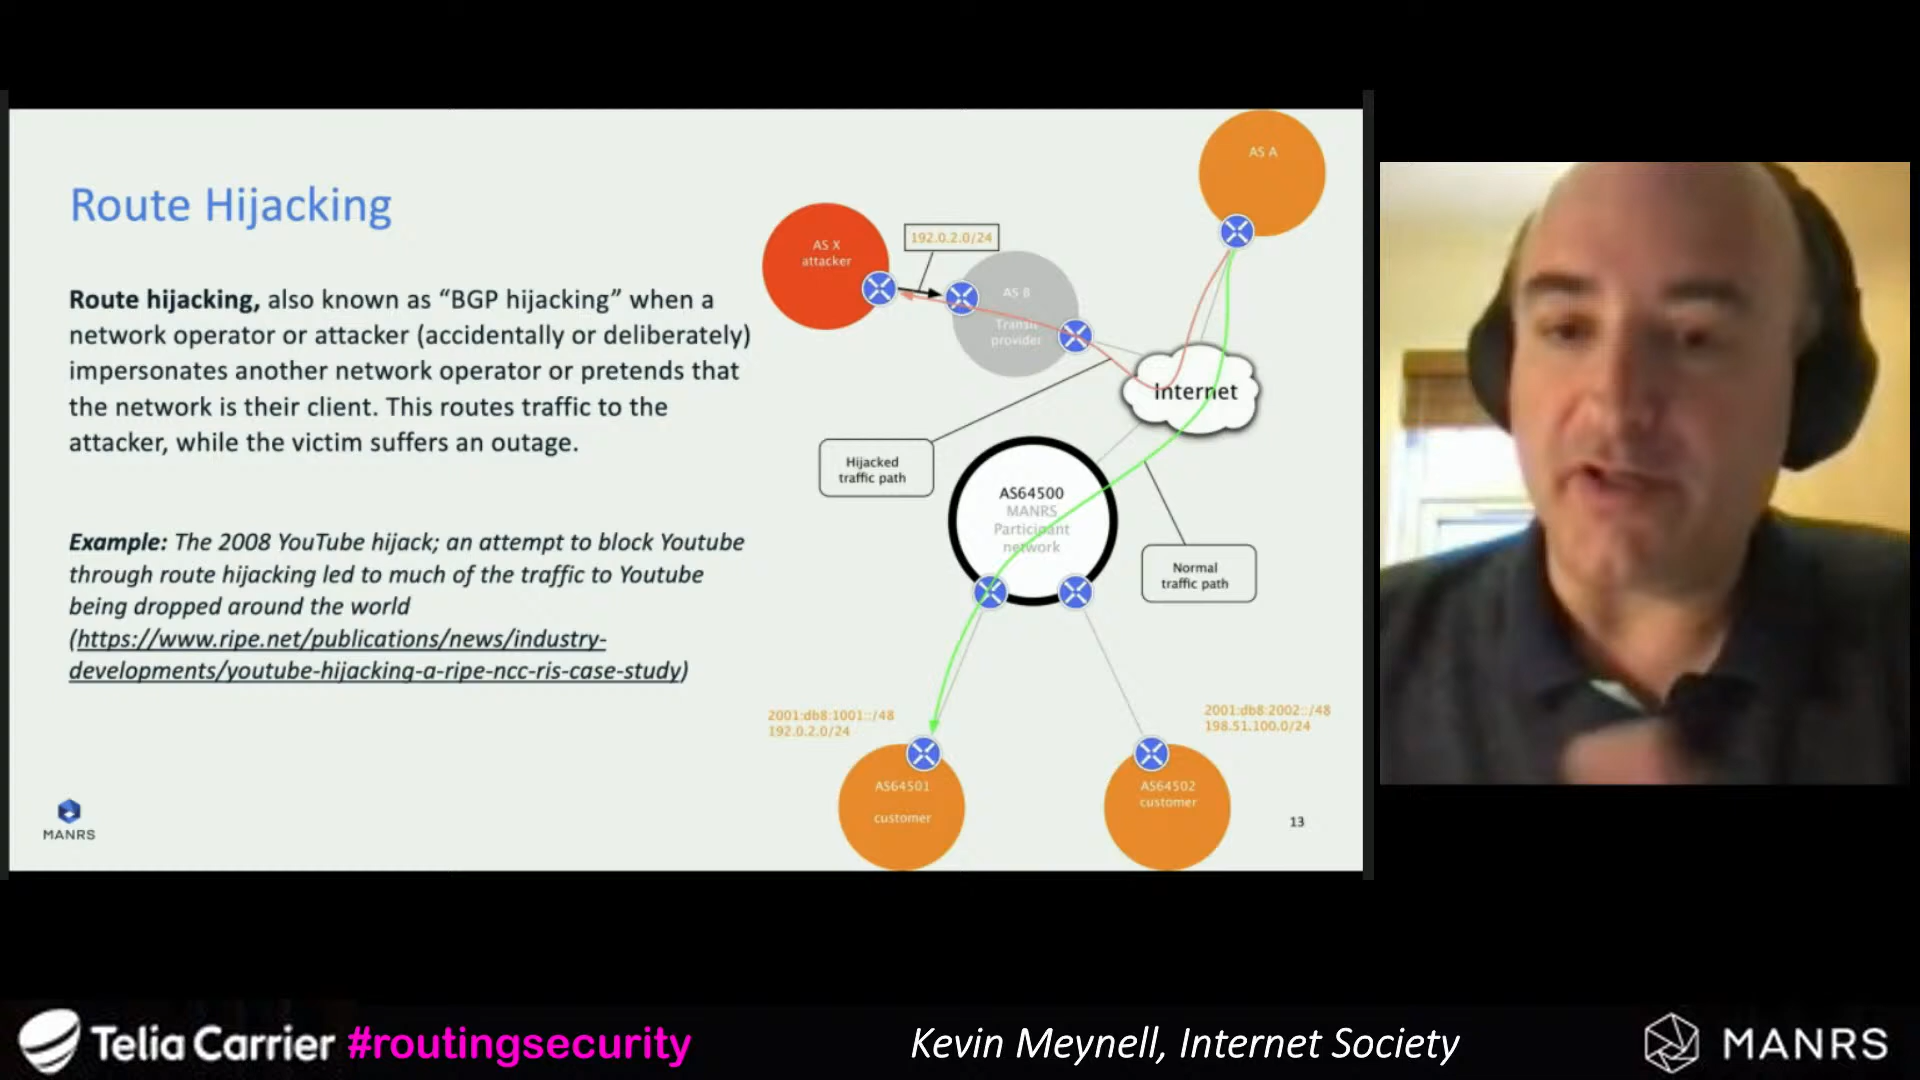 Route Hijacking
Route hijacking, also known as “BGP hijacking” when a
network operator or attacker (accidentally or deliberately)
impersonates another network operator or pretends that
the network is their client. This routes traffic to the
attacker, while the victim suffers an outage.
Example: The 2008 YouTube hijack; an attempt to block Youtube
through route hijacking led to much of the traffic to Youtube
being dropped around the world
(https://www.ripe.net/publications/news/industry-
developments/youtube-hijacking-a-ripe-ncc-ris-case-study)
MANRS
AS A
AS X
attacker
192.0.2.0/24
AS B
Transit
provider
Internet
Hijacked
traffic path
AS64500
MANRS
Participant
network
Normal
traffic path
2001:db8:1001::/48
192.0.2.0/24
2001:db8:2002::/48
198.51.100.0/24
AS64501
customer
AS64502
customer
13
Telia Carrier #routingsecurity
Kevin Meynell, Internet Society
MANRS